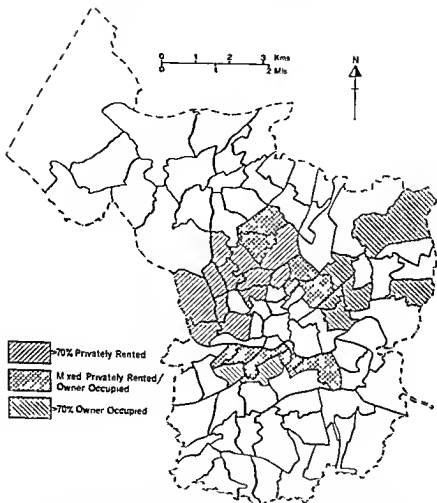 0 1 2 3 Kms
0 1 2 Mls
N
>70% Privately Rented
Mixed Privately Rented/
Owner Occupied
>70% Owner Occupied